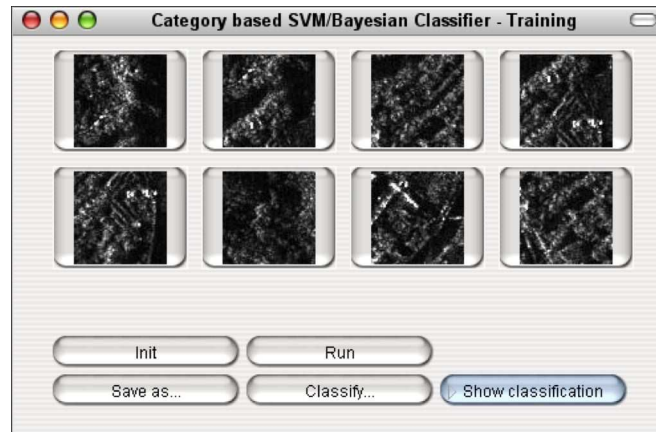 Category based SVM/Bayesian Classifier - Training
Init
Run
Save as...
Classify...
Show classification